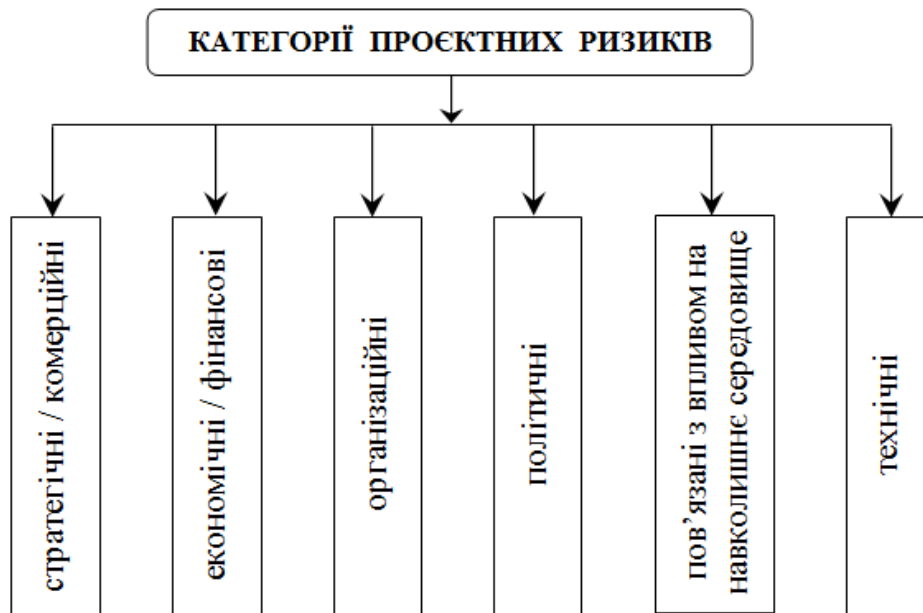 КАТЕГОРІЇ ПРОЄКТНИХ РИЗИКІВ
стратегічні / комерційні
економічні / фінансові
організаційні
політичні
пов’язані з впливом на
навколишнє середовище
технічні